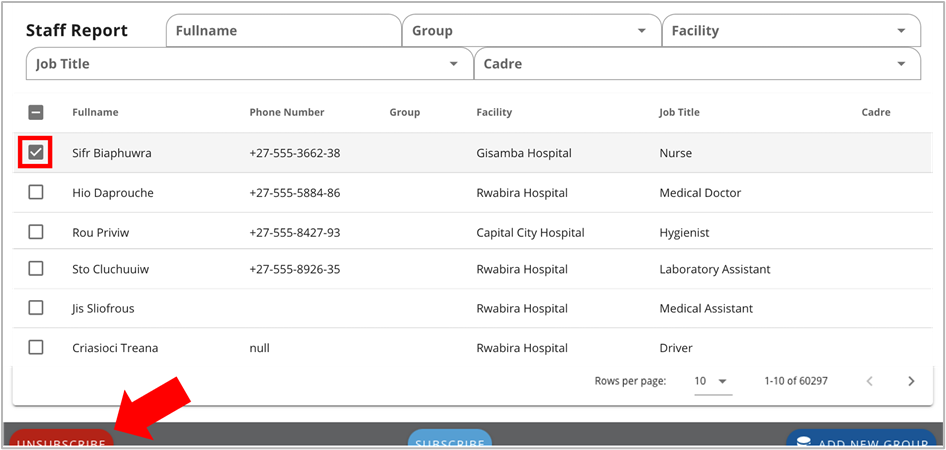 Staff Report Fullname Group Facility
Job Title Cadre
Fullname Phone Number Group Facility Job Title Cadre
Sifr Biaphuwra +27-555-3662-38 Gisamba Hospital Nurse
Hio Daprouche +27-555-5884-86 Rwabira Hospital Medical Doctor
Rou Priviw +27-555-8427-93 Capital City Hospital Hygienist
Sto Cluchuuiw +27-555-8926-35 Rwabira Hospital Laboratory Assistant
Jis Sliofrous Rwabira Hospital Medical Assistant
Criasioci Treana null Rwabira Hospital Driver
Rows per page: 10 1-10 of 60297
UNSUBSCRIBE SUBSCRIBE ADD NEW GROUP